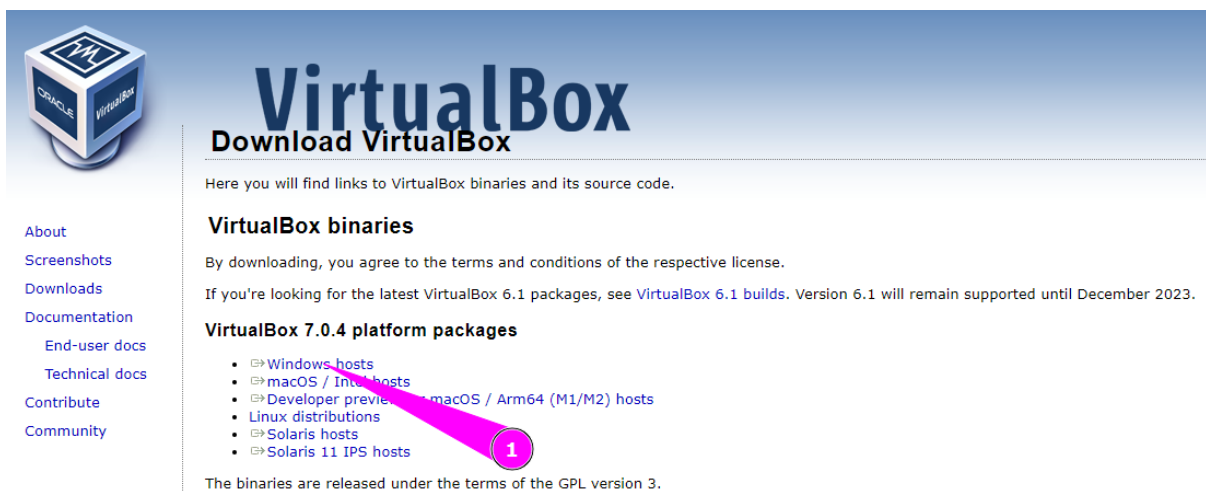 ORACLE
VirtualBox
VirtualBox
Download VirtualBox
Here you will find links to VirtualBox binaries and its source code.
About
Screenshots
Downloads
Documentation
End-user docs
Technical docs
Contribute
Community
VirtualBox binaries
By downloading, you agree to the terms and conditions of the respective license.
If you're looking for the latest VirtualBox 6.1 packages, see VirtualBox 6.1 builds. Version 6.1 will remain supported until December 2023.
VirtualBox 7.0.4 platform packages
Windows hosts
macOS / Intel hosts
Developer preview macOS / Arm64 (M1/M2) hosts
Linux distributions
Solaris hosts
Solaris 11 IPS hosts
1
The binaries are released under the terms of the GPL version 3.